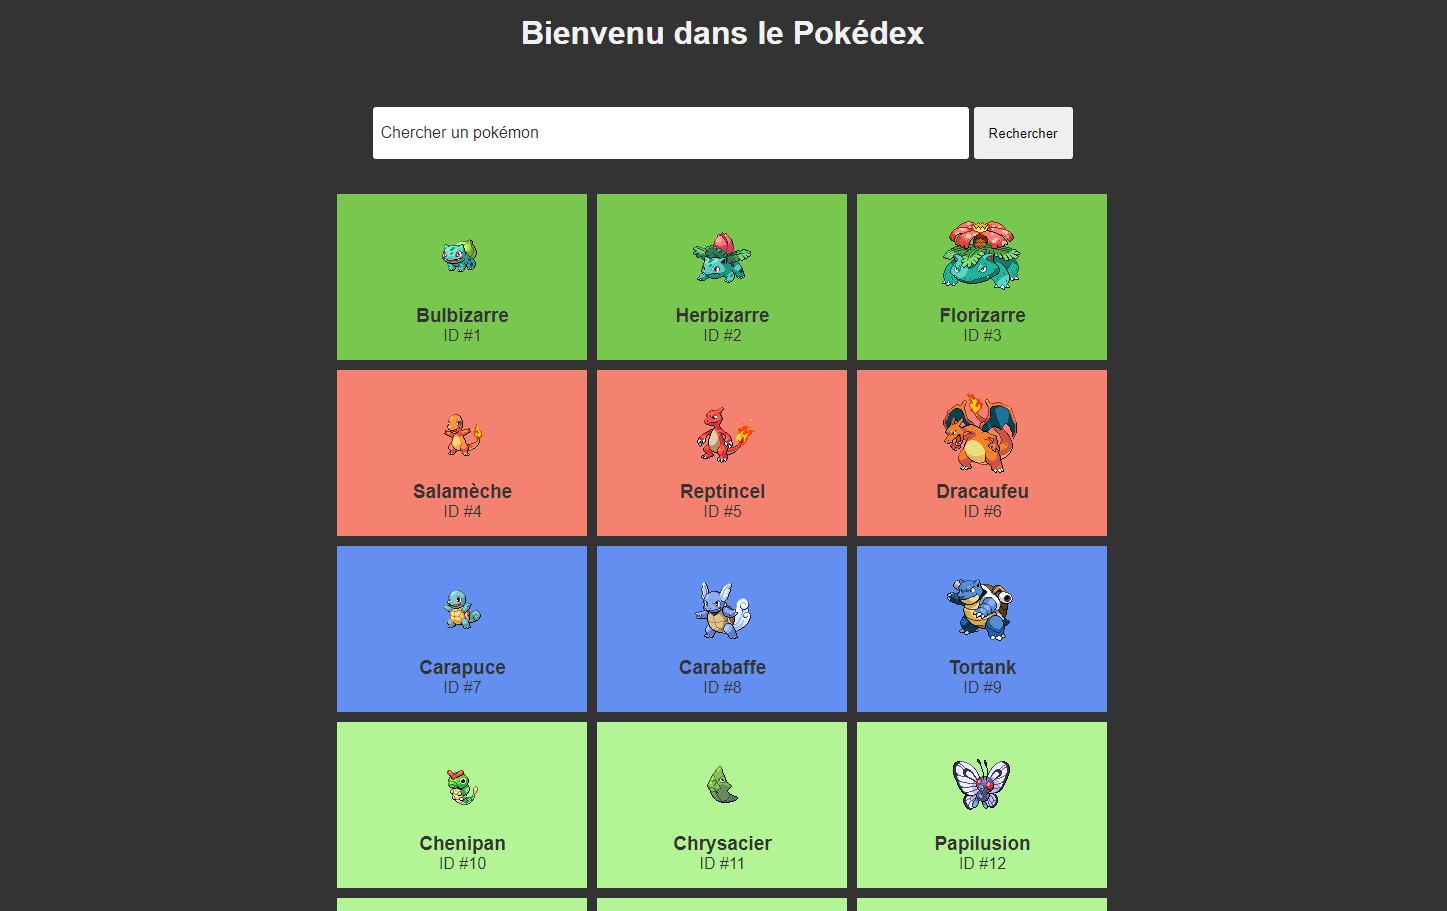 Bienvenu dans le Pokédex
Chercher un pokémon
Rechercher
Bulbizarre
ID #1
Herbizarre
ID #2
Florizarre
ID #3
Salamèche
ID #4
Reptincel
ID #5
Dracaufeu
ID #6
Carapuce
ID #7
Carabaffe
ID #8
Tortank
ID #9
Chenipan
ID #10
Chrysacier
ID #11
Papilusion
ID #12